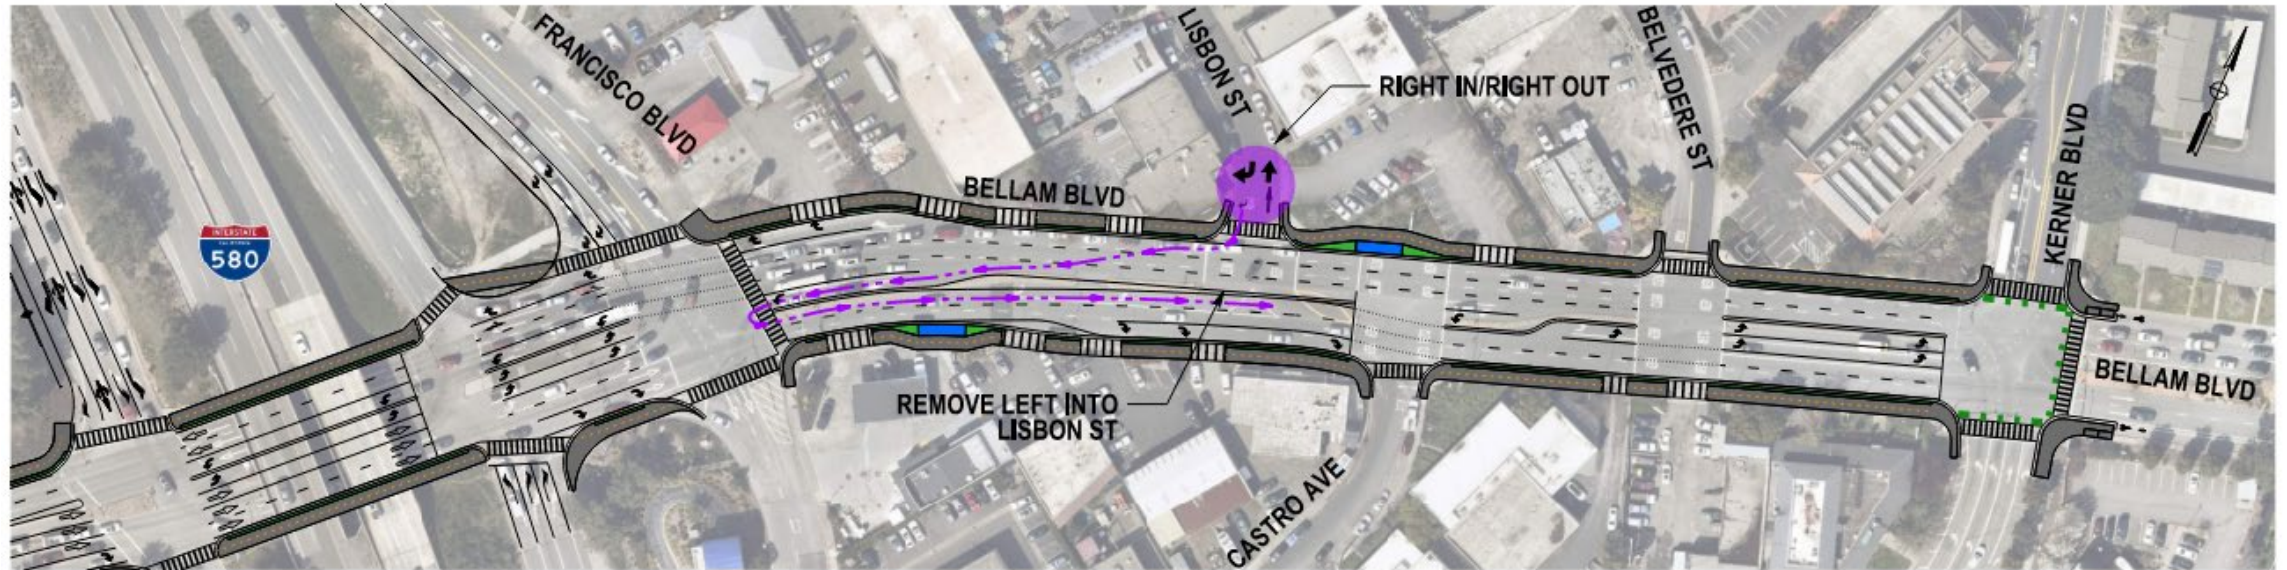 FRANCISCO BLVD
LISBON ST
BELVEDERE ST
RIGHT IN/RIGHT OUT
KERNER BLVD
BELLAM BLVD
INTERSTATE
CALIFORNIA
580
REMOVE LEFT INTO
LISBON ST
BELLAM BLVD
CASTRO AVE